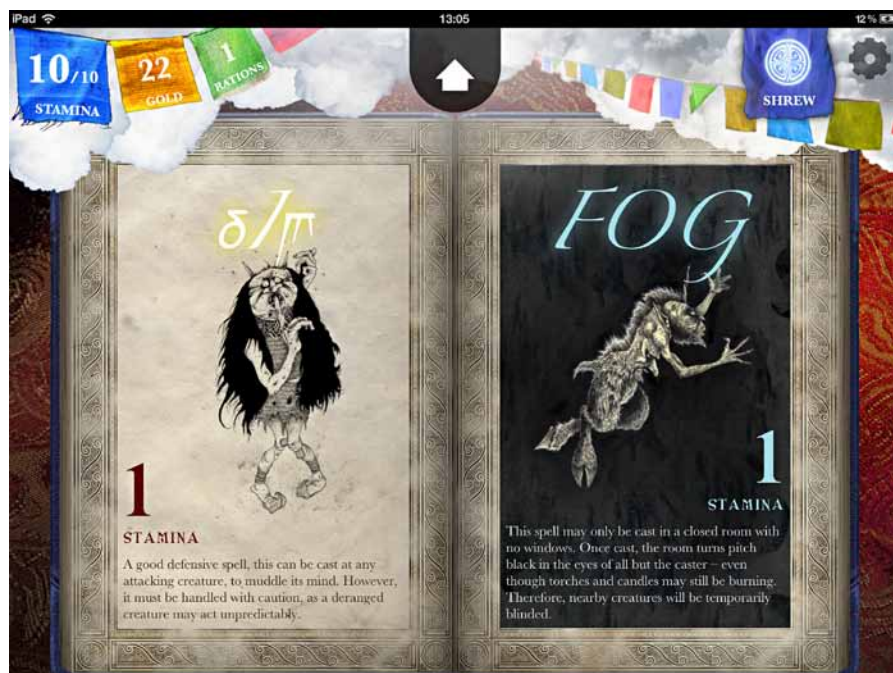 iPad 13:05 12 %
10/10
STAMINA
22
GOLD
1
RATIONS
SHREW
1
STAMINA
A good defensive spell, this can be cast at any
attacking creature, to muddle its mind. However,
it must be handled with caution, as a deranged
creature may act unpredictably.
FOG
1
STAMINA
This spell may only be cast in a closed room with
no windows. Once cast, the room turns pitch
black in the eyes of all but the caster – even
though torches and candles may still be burning.
Therefore, nearby creatures will be temporarily
blinded.